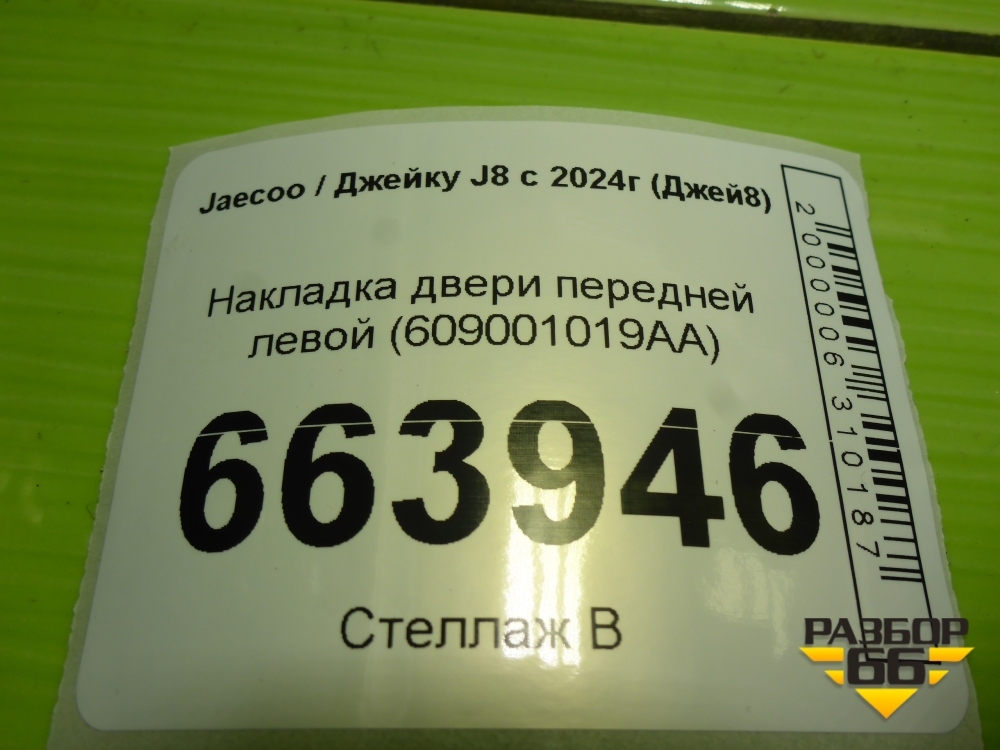 Jaecoo / Джейку J8 с 2024г (Джей8)
Накладка двери передней
левой (609001019AA)
663946
Стеллаж B
2000006310187
РАЗБОР
66